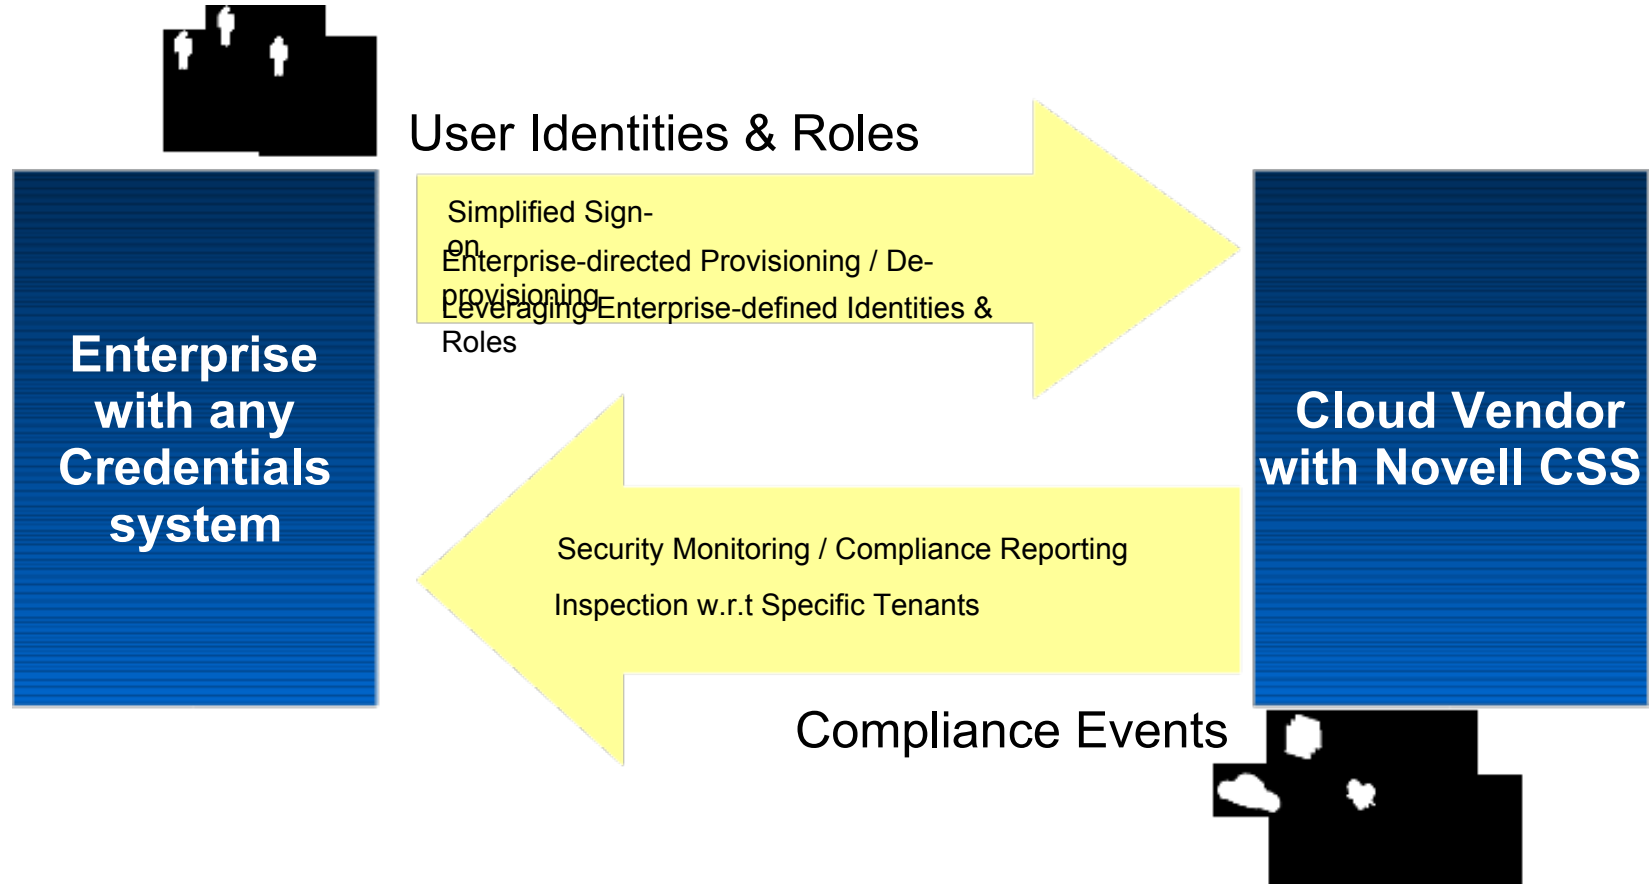 User Identities & Roles
Simplified Sign-
on
Enterprise-directed Provisioning / De-
provisioning
Leveraging Enterprise-defined Identities &
Roles
Enterprise
with any
Credentials
system
Cloud Vendor
with Novell CSS
Security Monitoring / Compliance Reporting
Inspection w.r.t Specific Tenants
Compliance Events